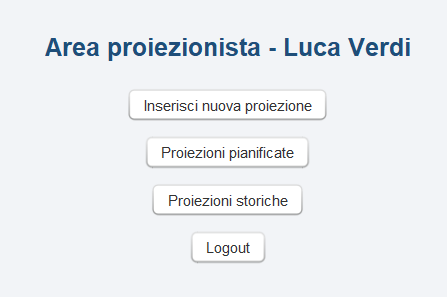 Area proiezionista - Luca Verdi
Inserisci nuova proiezione
Proiezioni pianificate
Proiezioni storiche
Logout